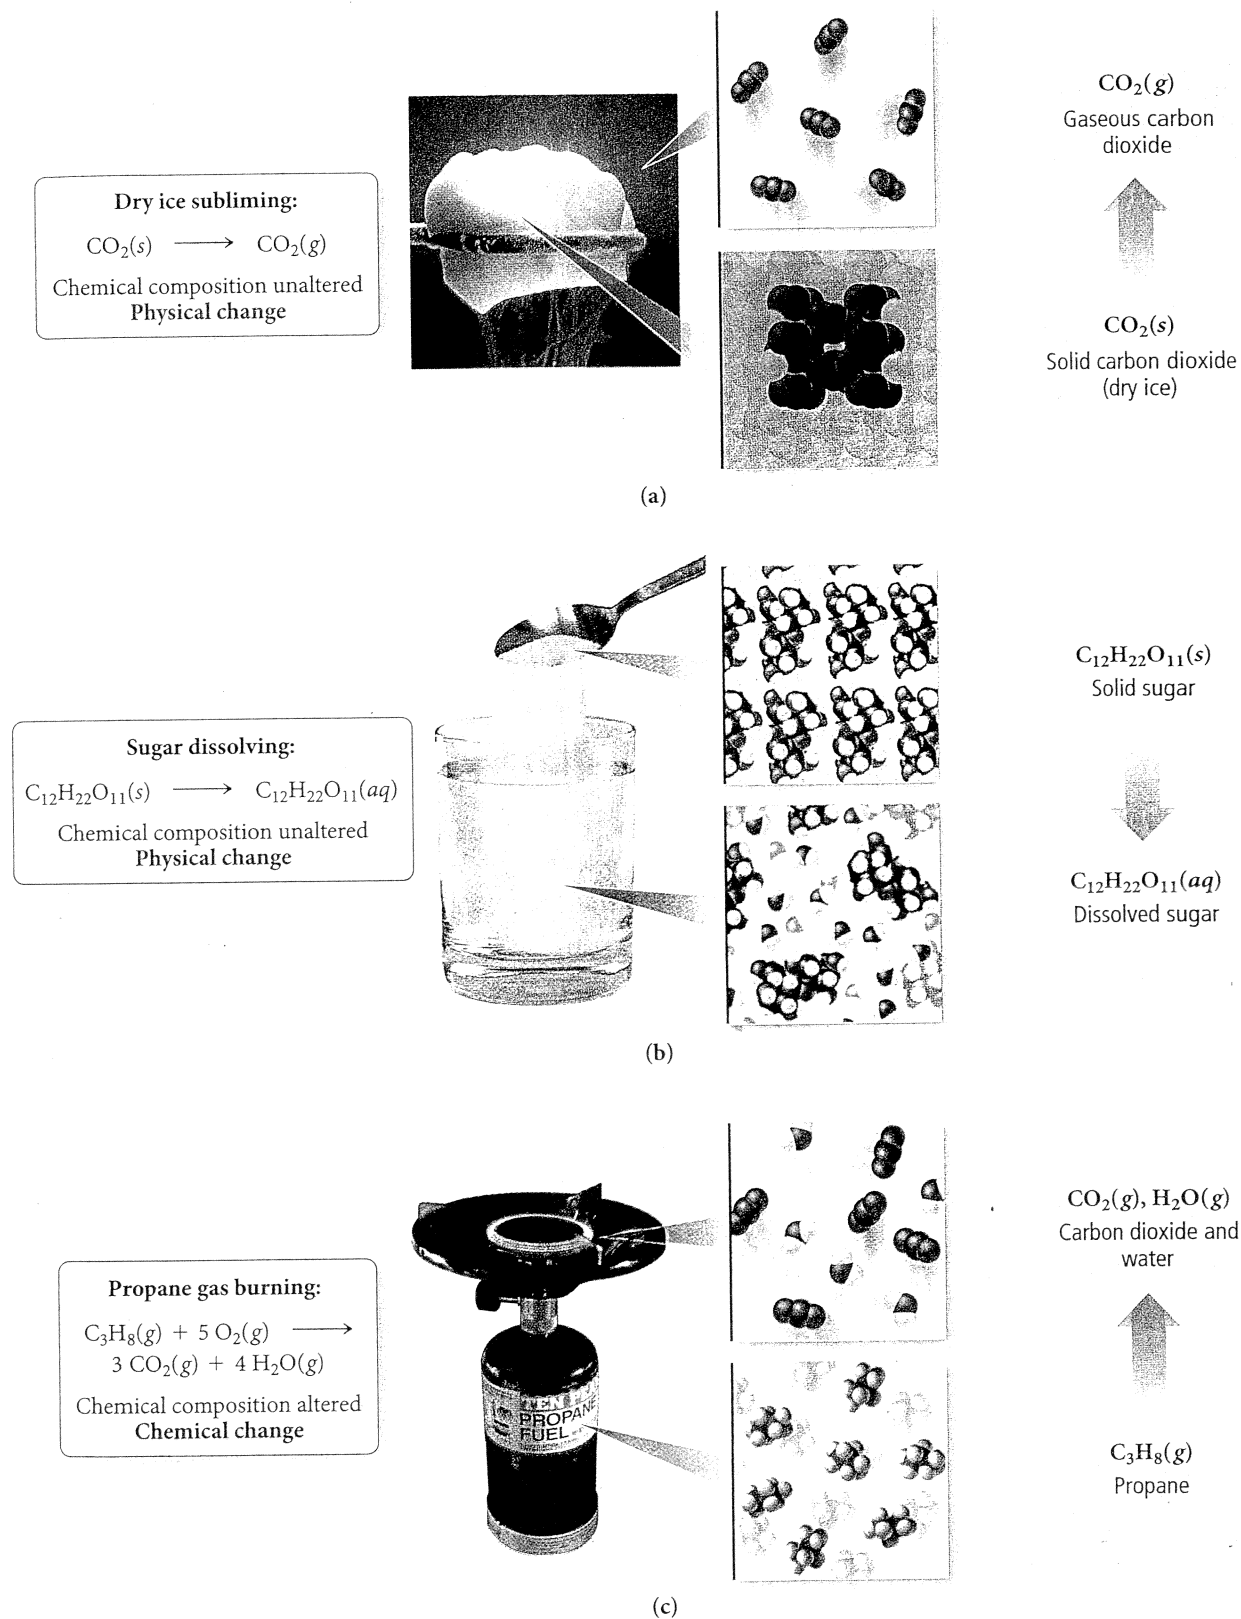 CO₂(g)
Gaseous carbon
dioxide
Dry ice subliming:
CO₂(s) ⟶ CO₂(g)
Chemical composition unaltered
Physical change
CO₂(s)
Solid carbon dioxide
(dry ice)
(a)
C₁₂H₂₂O₁₁(s)
Solid sugar
Sugar dissolving:
C₁₂H₂₂O₁₁(s) ⟶ C₁₂H₂₂O₁₁(aq)
Chemical composition unaltered
Physical change
C₁₂H₂₂O₁₁(aq)
Dissolved sugar
(b)
CO₂(g), H₂O(g)
Carbon dioxide and
water
Propane gas burning:
C₃H₈(g) + 5 O₂(g) ⟶
3 CO₂(g) + 4 H₂O(g)
Chemical composition altered
Chemical change
PROPANE
FUEL
C₃H₈(g)
Propane
(c)